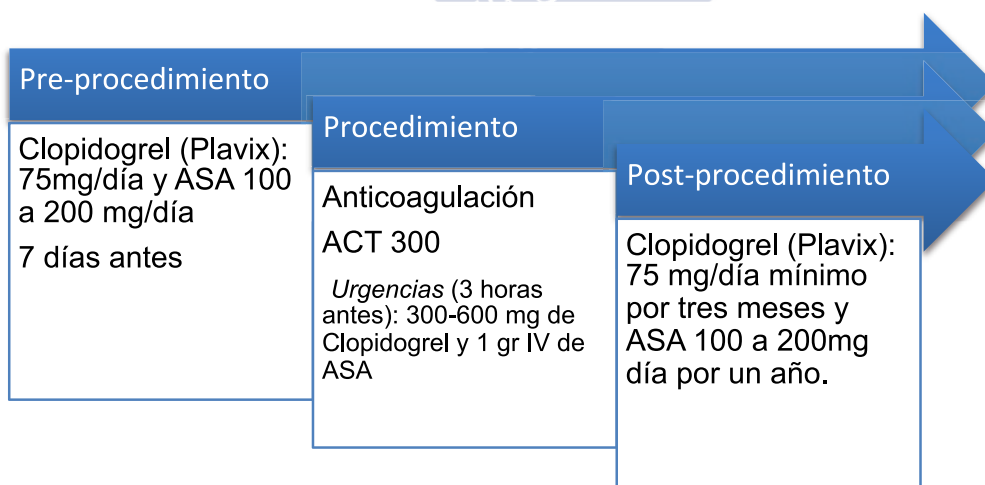 Pre-procedimiento
Clopidogrel (Plavix):
75mg/día y ASA 100
a 200 mg/día
7 días antes
Procedimiento
Anticoagulación
ACT 300
Urgencias (3 horas
antes): 300-600 mg de
Clopidogrel y 1 gr IV de
ASA
Post-procedimiento
Clopidogrel (Plavix):
75 mg/día mínimo
por tres meses y
ASA 100 a 200mg
día por un año.